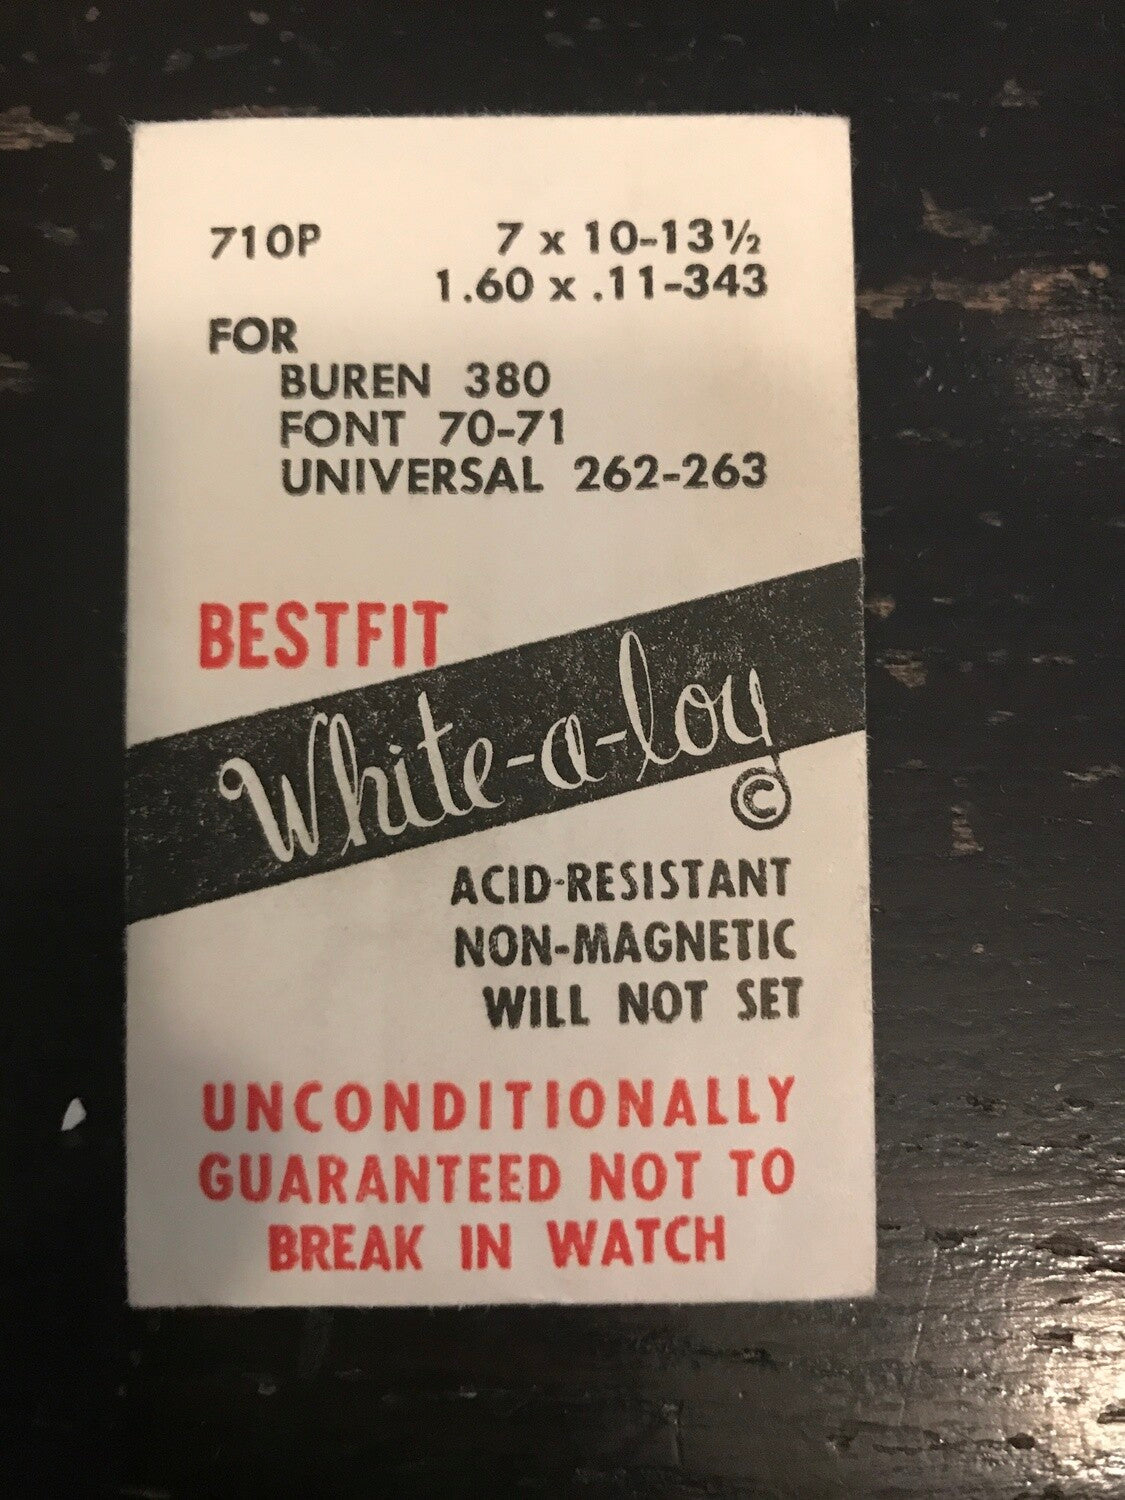 710P 7 x 10-13½
1.60 x .11-343
FOR
BUREN 380
FONT 70-71
UNIVERSAL 262-263
BESTFIT
White-a-loy
©
ACID-RESISTANT
NON-MAGNETIC
WILL NOT SET
UNCONDITIONALLY
GUARANTEED NOT TO
BREAK IN WATCH